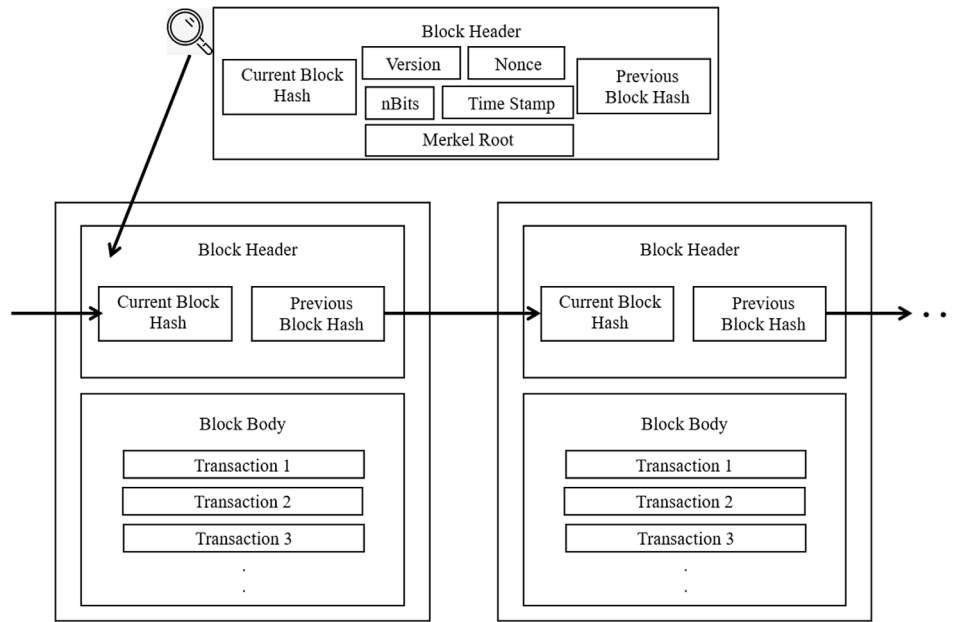 Block Header
Current Block
Hash
Version
Nonce
Previous
Block Hash
nBits
Time Stamp
Merkel Root
Block Header
Current Block
Hash
Previous
Block Hash
Block Body
Transaction 1
Transaction 2
Transaction 3
.
.
Block Header
Current Block
Hash
Previous
Block Hash
. .
Block Body
Transaction 1
Transaction 2
Transaction 3
.
.